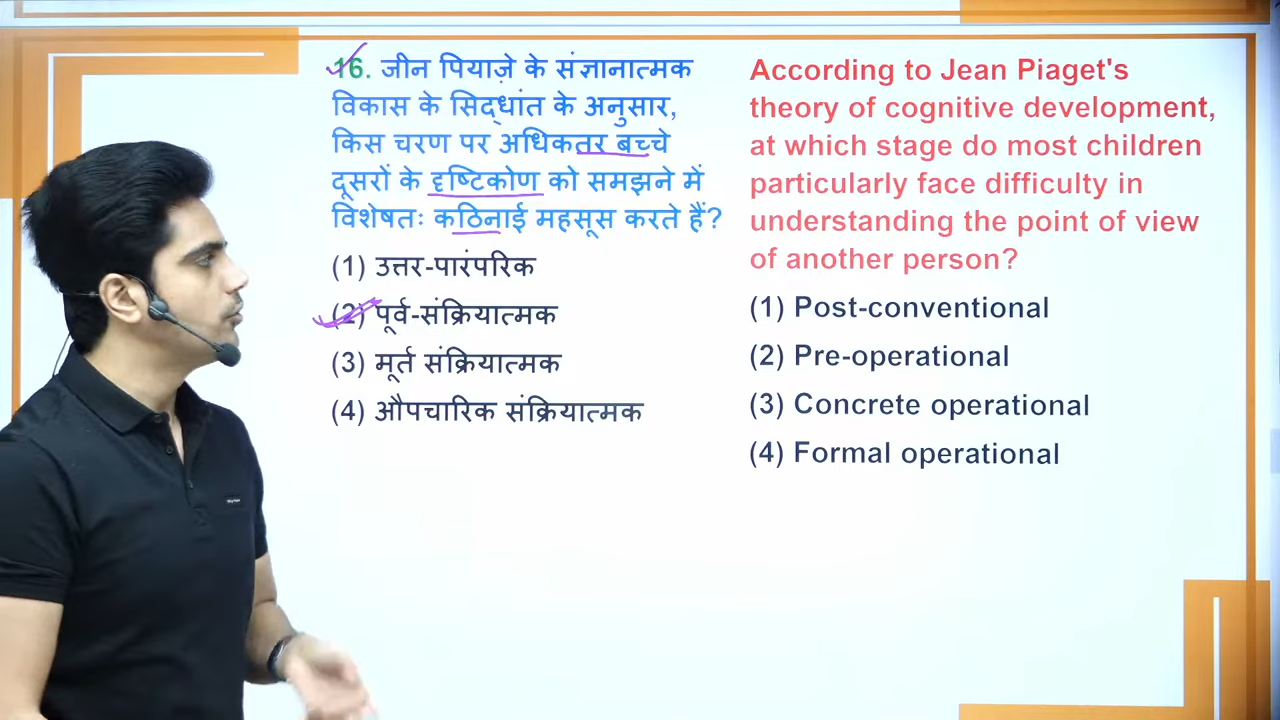 16. जीन पियाज़े के संज्ञानात्मक
विकास के सिद्धांत के अनुसार,
किस चरण पर अधिकतर बच्चे
दूसरों के दृष्टिकोण को समझने में
विशेषतः कठिनाई महसूस करते हैं?
(1) उत्तर-पारंपरिक
(2) पूर्व-संक्रियात्मक
(3) मूर्त संक्रियात्मक
(4) औपचारिक संक्रियात्मक
According to Jean Piaget's
theory of cognitive development,
at which stage do most children
particularly face difficulty in
understanding the point of view
of another person?
(1) Post-conventional
(2) Pre-operational
(3) Concrete operational
(4) Formal operational